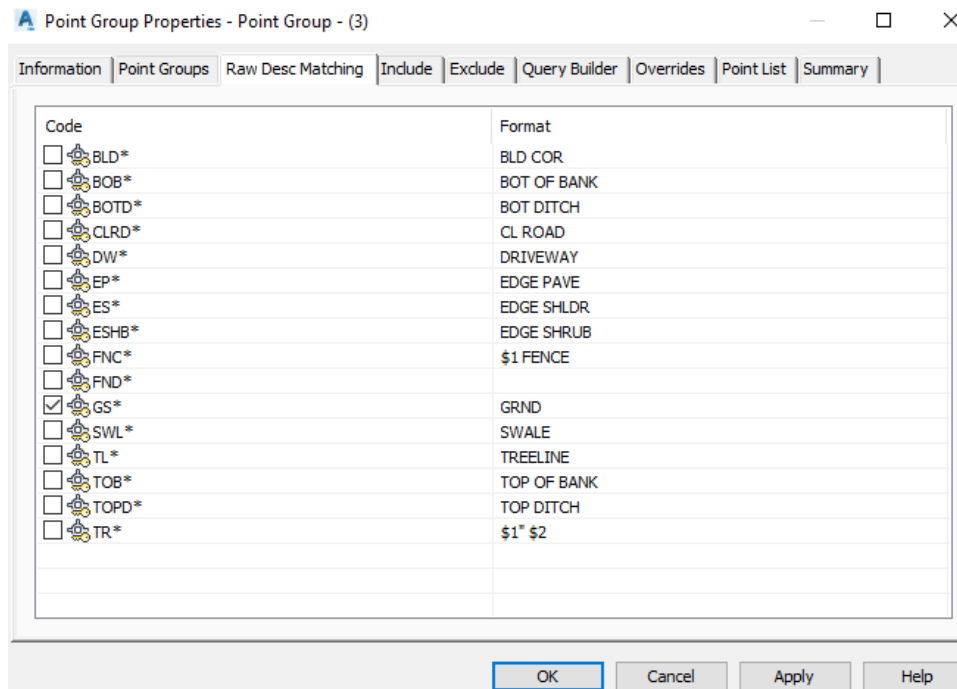 Point Group Properties - Point Group - (3)
Information Point Groups Raw Desc Matching Include Exclude Query Builder Overrides Point List Summary
Code Format
BLD* BLD COR
BOB* BOT OF BANK
BOTD* BOT DITCH
CLRD* CL ROAD
DW* DRIVEWAY
EP* EDGE PAVE
ES* EDGE SHLDR
ESHB* EDGE SHRUB
FNC* $1 FENCE
FND*
GS* GRND
SWL* SWALE
TL* TREELINE
TOB* TOP OF BANK
TOPD* TOP DITCH
TR* $1" $2
OK Cancel Apply Help